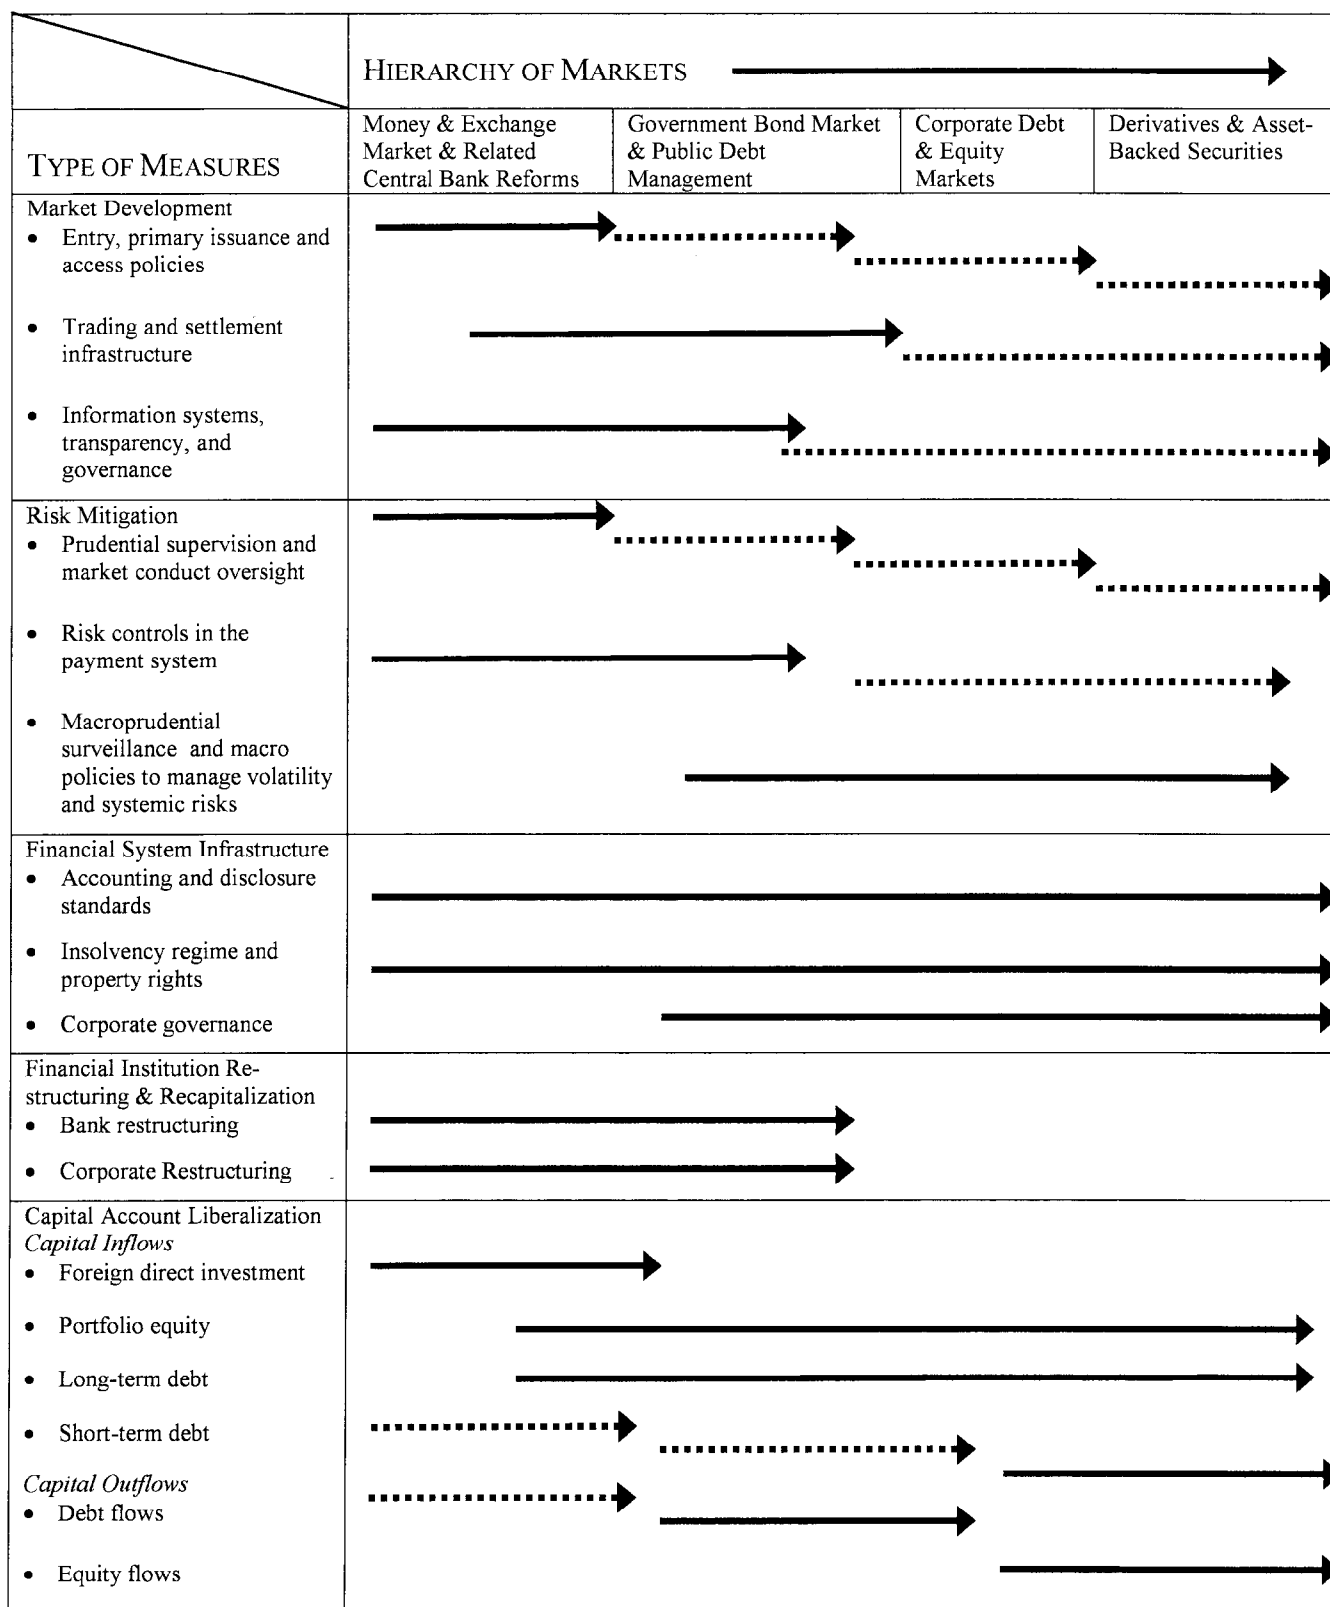 HIERARCHY OF MARKETS
TYPE OF MEASURES
Money & Exchange
Market & Related
Central Bank Reforms
Government Bond Market
& Public Debt
Management
Corporate Debt
& Equity
Markets
Derivatives & Asset-
Backed Securities
Market Development
• Entry, primary issuance and
access policies
• Trading and settlement
infrastructure
• Information systems,
transparency, and
governance
Risk Mitigation
• Prudential supervision and
market conduct oversight
• Risk controls in the
payment system
• Macroprudential
surveillance and macro
policies to manage volatility
and systemic risks
Financial System Infrastructure
• Accounting and disclosure
standards
• Insolvency regime and
property rights
• Corporate governance
Financial Institution Re-
structuring & Recapitalization
• Bank restructuring
• Corporate Restructuring
Capital Account Liberalization
Capital Inflows
• Foreign direct investment
• Portfolio equity
• Long-term debt
• Short-term debt
Capital Outflows
• Debt flows
• Equity flows